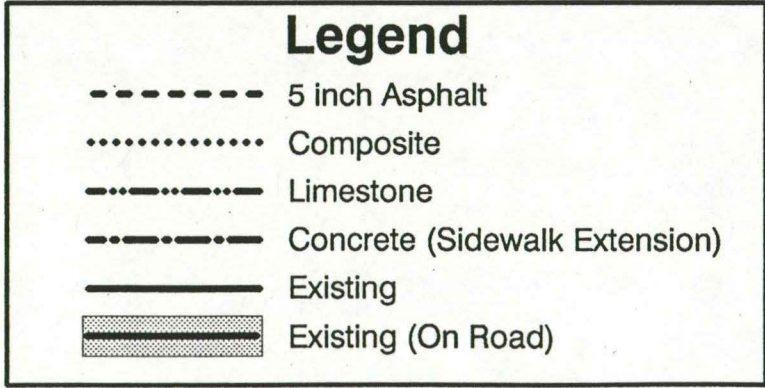 Legend
5 inch Asphalt
Composite
Limestone
Concrete (Sidewalk Extension)
Existing
Existing (On Road)